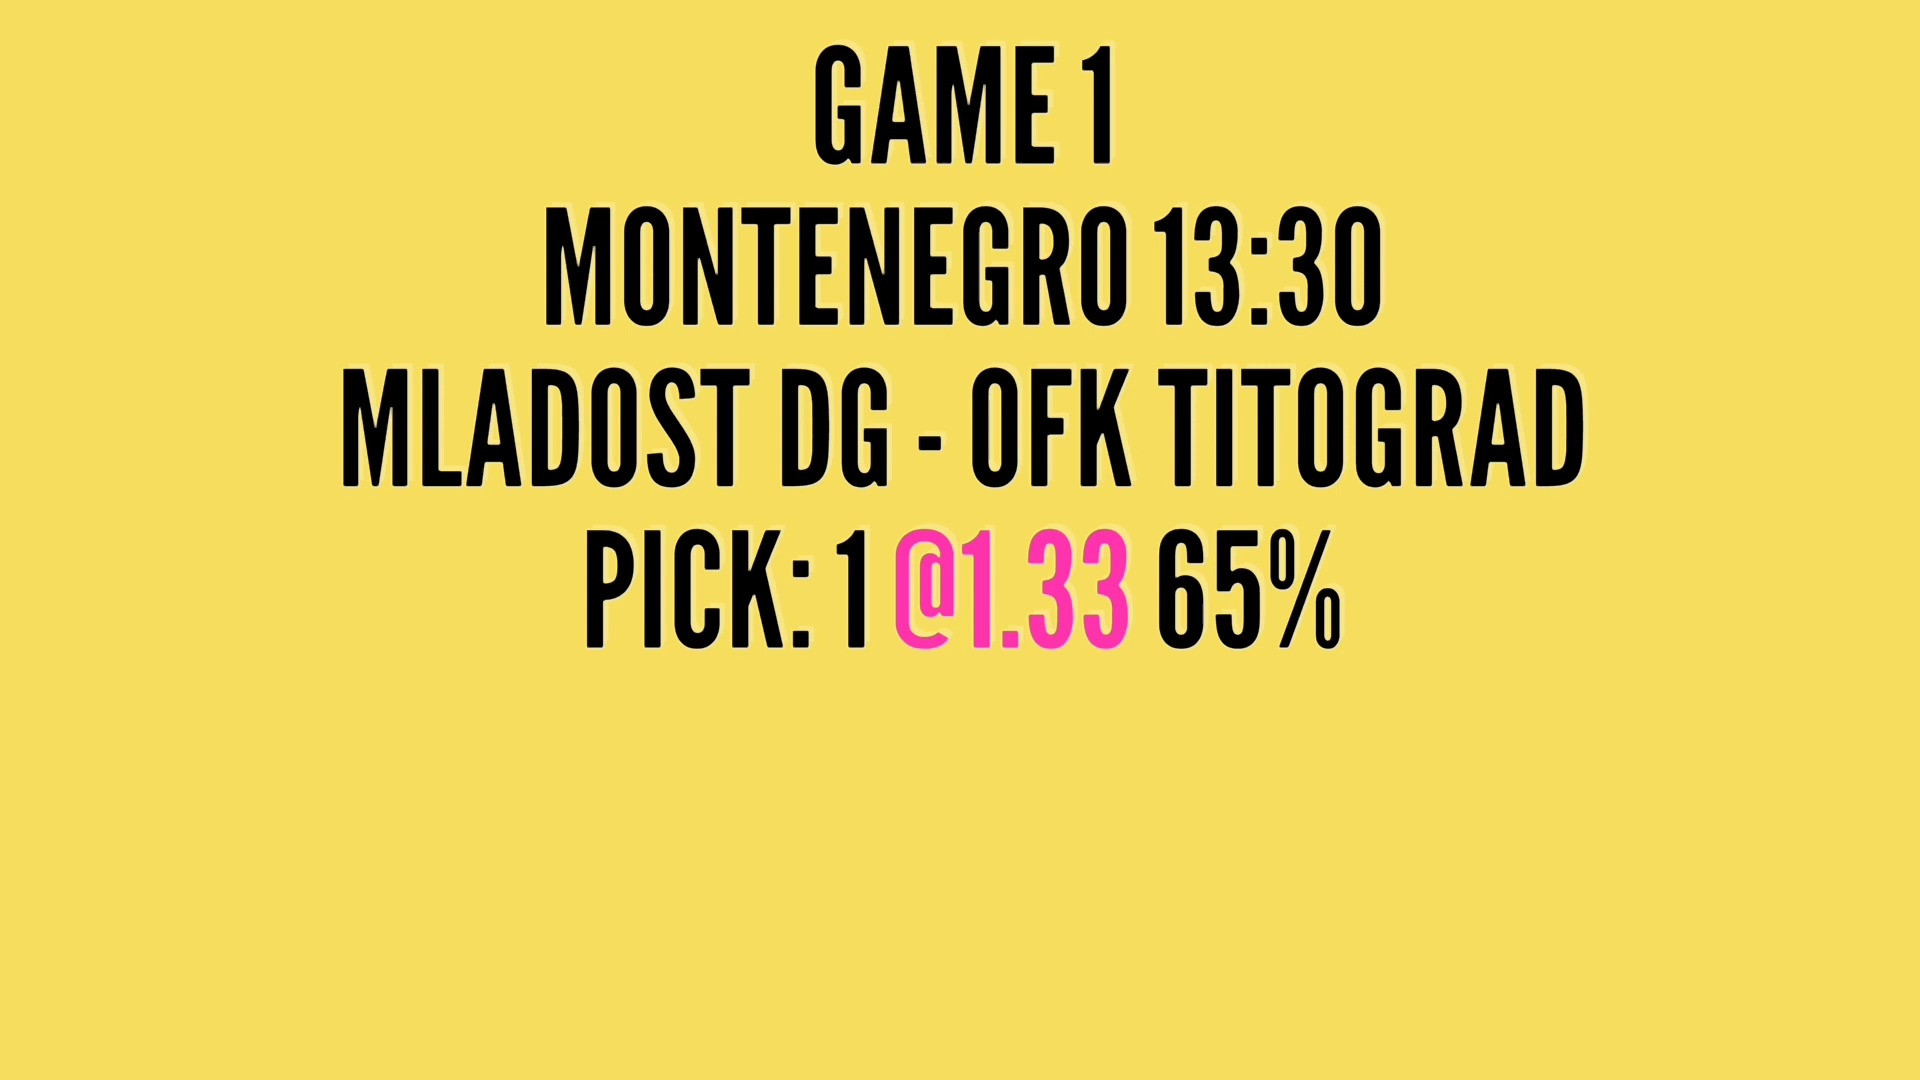 GAME 1
MONTENEGRO 13:30
MLADOST DG - OFK TITOGRAD
PICK: 1 @1.33 65%